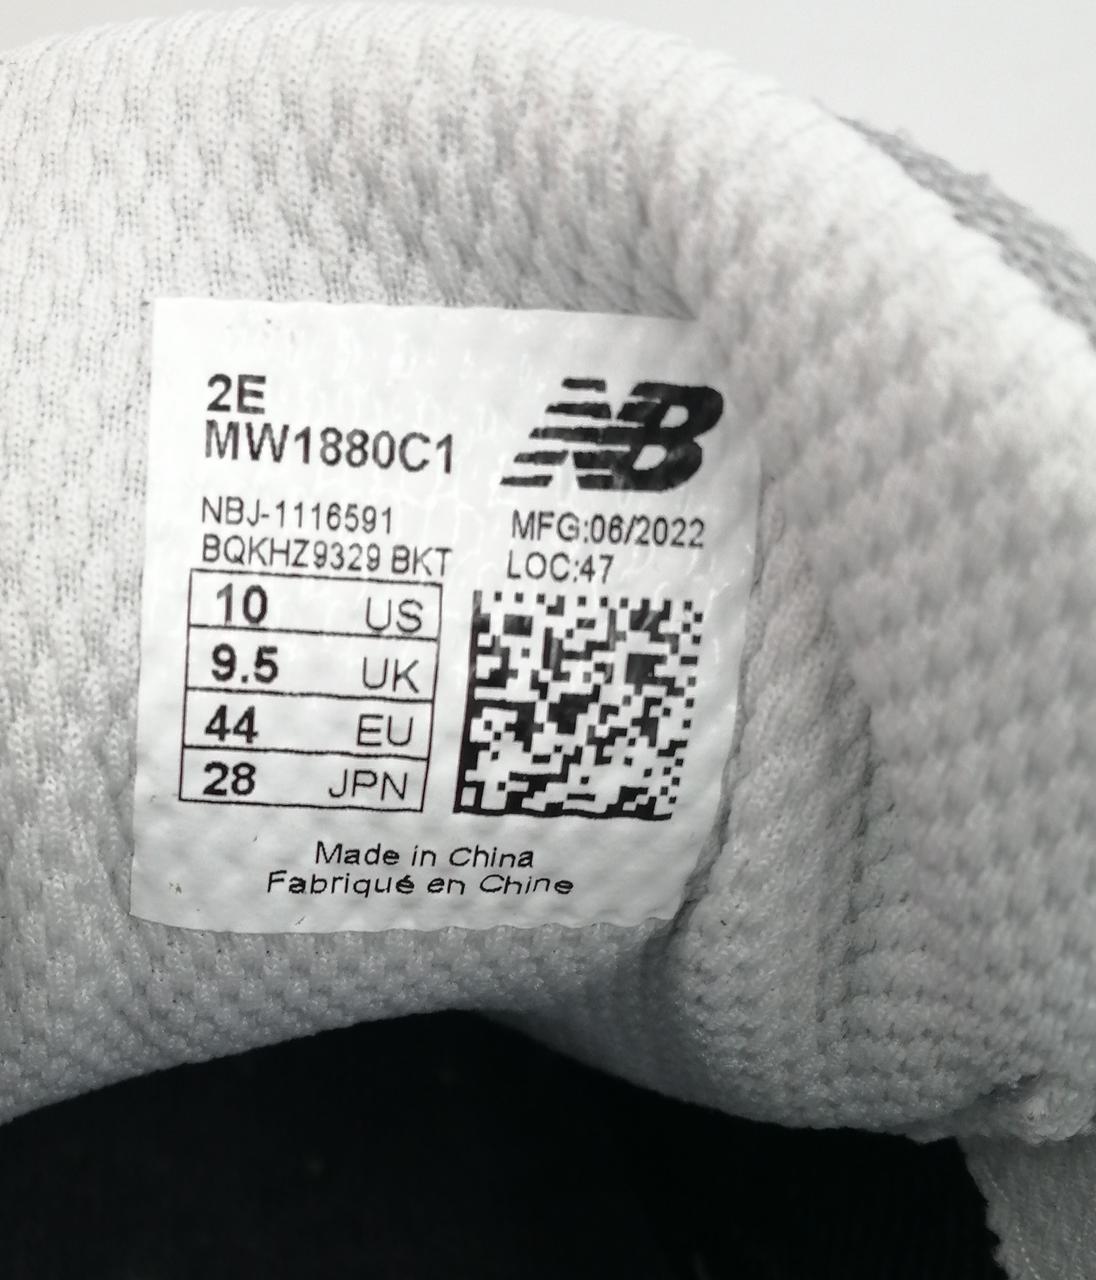 2E
MW1880C1
NB
NBJ-1116591
MFG:06/2022
BQKHZ9329 BKT
LOC:47
10 US
9.5 UK
44 EU
28 JPN
Made in China
Fabriqué en Chine